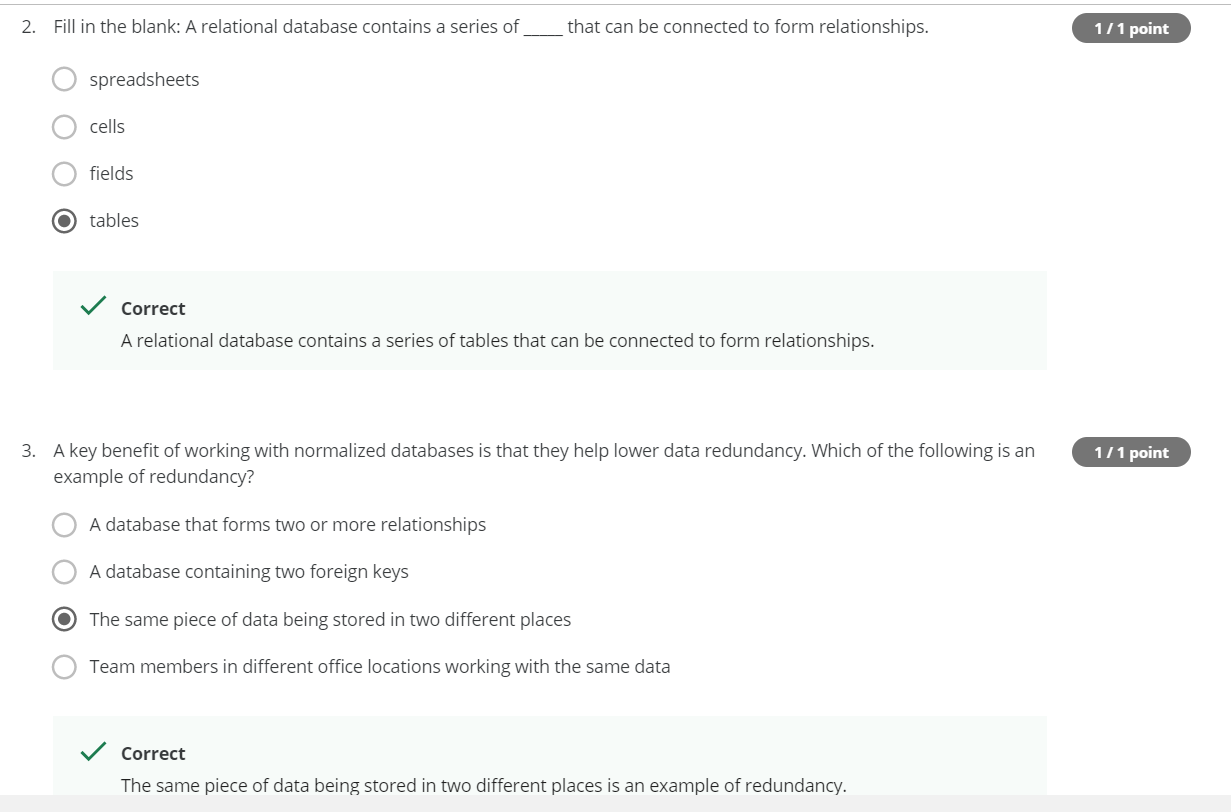 2. Fill in the blank: A relational database contains a series of _____ that can be connected to form relationships.
1 / 1 point
spreadsheets
cells
fields
tables
Correct
A relational database contains a series of tables that can be connected to form relationships.
3. A key benefit of working with normalized databases is that they help lower data redundancy. Which of the following is an
example of redundancy?
1 / 1 point
A database that forms two or more relationships
A database containing two foreign keys
The same piece of data being stored in two different places
Team members in different office locations working with the same data
Correct
The same piece of data being stored in two different places is an example of redundancy.